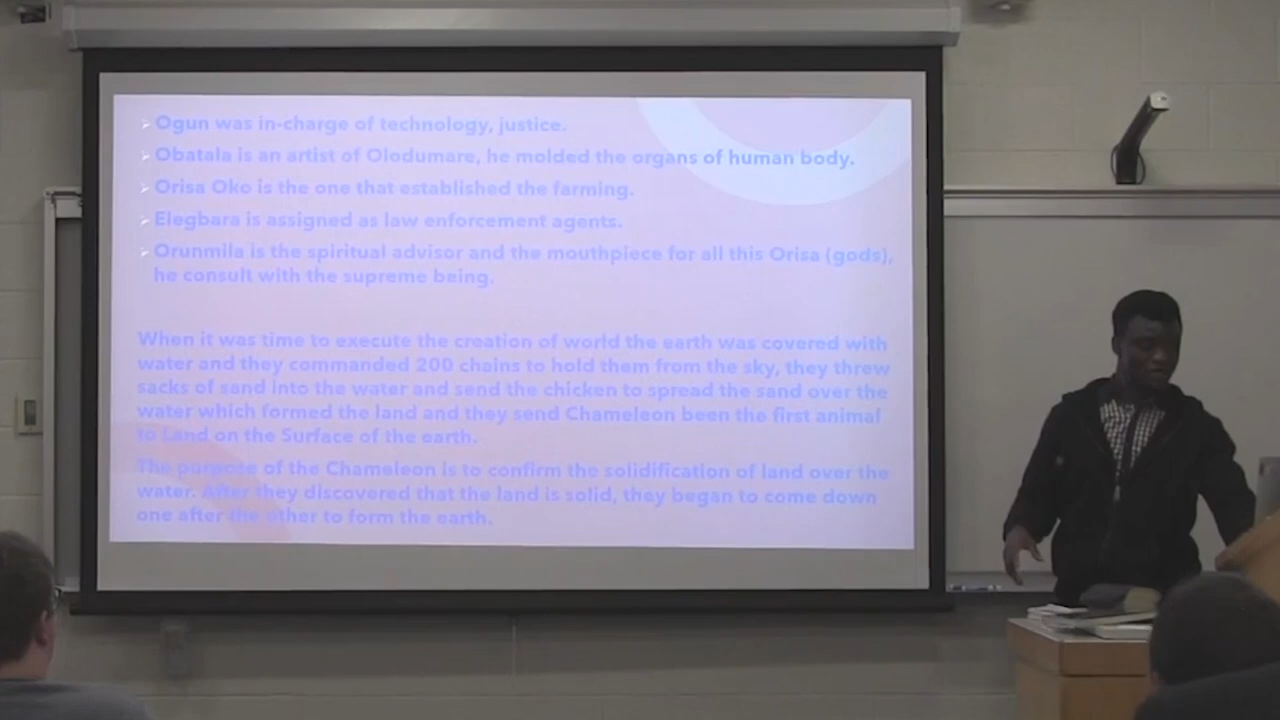 Ogun was in-charge of technology, justice.
Obatala is an artist of Olodumare, he molded the organs of human body.
Orisa Oko is the one that established the farming.
Elegbara is assigned as law enforcement agents.
Orunmila is the spiritual advisor and the mouthpiece for all this Orisa (gods),
he consult with the supreme being.
When it was time to execute the creation of world the earth was covered with
water and they commanded 200 chains to hold them from the sky, they threw
sacks of sand into the water and send the chicken to spread the sand over the
water which formed the land and they send Chameleon been the first animal
to Land on the Surface of the earth.
The purpose of the Chameleon is to confirm the solidification of land over the
water. After they discovered that the land is solid, they began to come down
one after the other to form the earth.